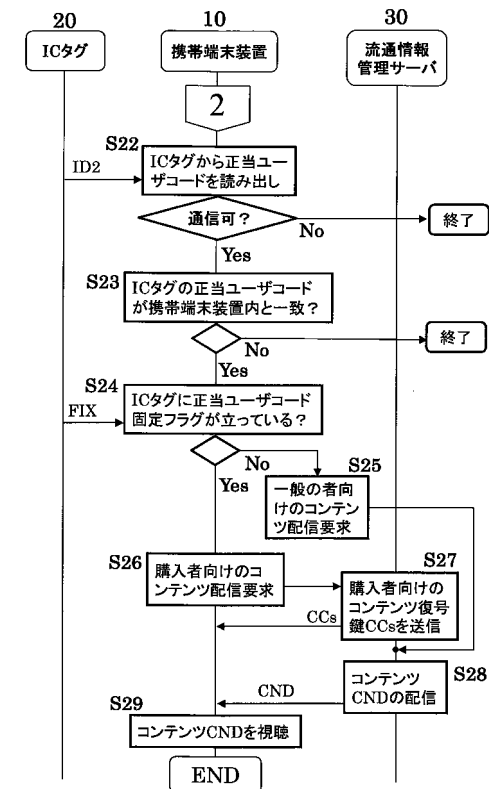 20
10
30
ICタグ
携帯端末装置
流通情報
管理サーバ
2
S22
ICタグから正当ユー
ザコードを読み出し
ID2
通信可?
No
終了
Yes
S23
ICタグの正当ユーザコード
が携帯端末装置内と一致?
No
終了
Yes
S24
ICタグに正当ユーザコード
固定フラグが立っている?
FIX
No
Yes
S25
一般の者向
けのコンテン
ツ配信要求
S26
購入者向けのコ
ンテンツ配信要求
S27
購入者向けの
コンテンツ復号
鍵CCsを送信
CCs
S28
コンテンツ
CNDの配信
CND
S29
コンテンツCNDを視聴
END